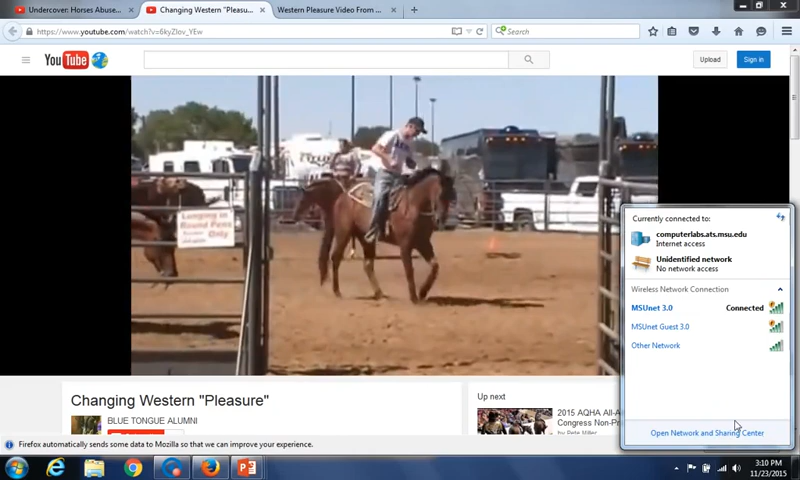 Undercover: Horses Abuse...
Changing Western "Pleasu...
Western Pleasure Video From ...
https://www.youtube.com/watch?v=6kyZIov_YEw
Search
YouTube
Upload
Sign in
Lunging in
Round Pens
Only
Currently connected to:
computerlabs.ats.msu.edu
Internet access
Unidentified network
No network access
Wireless Network Connection
MSUnet 3.0
Connected
MSUnet Guest 3.0
Other Network
Open Network and Sharing Center
Changing Western "Pleasure"
BLUE TONGUE ALUMNI
Up next
2015 AQHA All-A
Congress Non-Pr
by Pete Miller
Firefox automatically sends some data to Mozilla so that we can improve your experience.
3:10 PM
11/23/2015